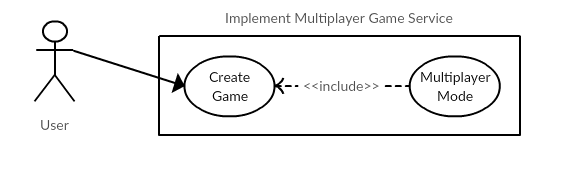 Implement Multiplayer Game Service
Create
Game
<<include>>
Multiplayer
Mode
User